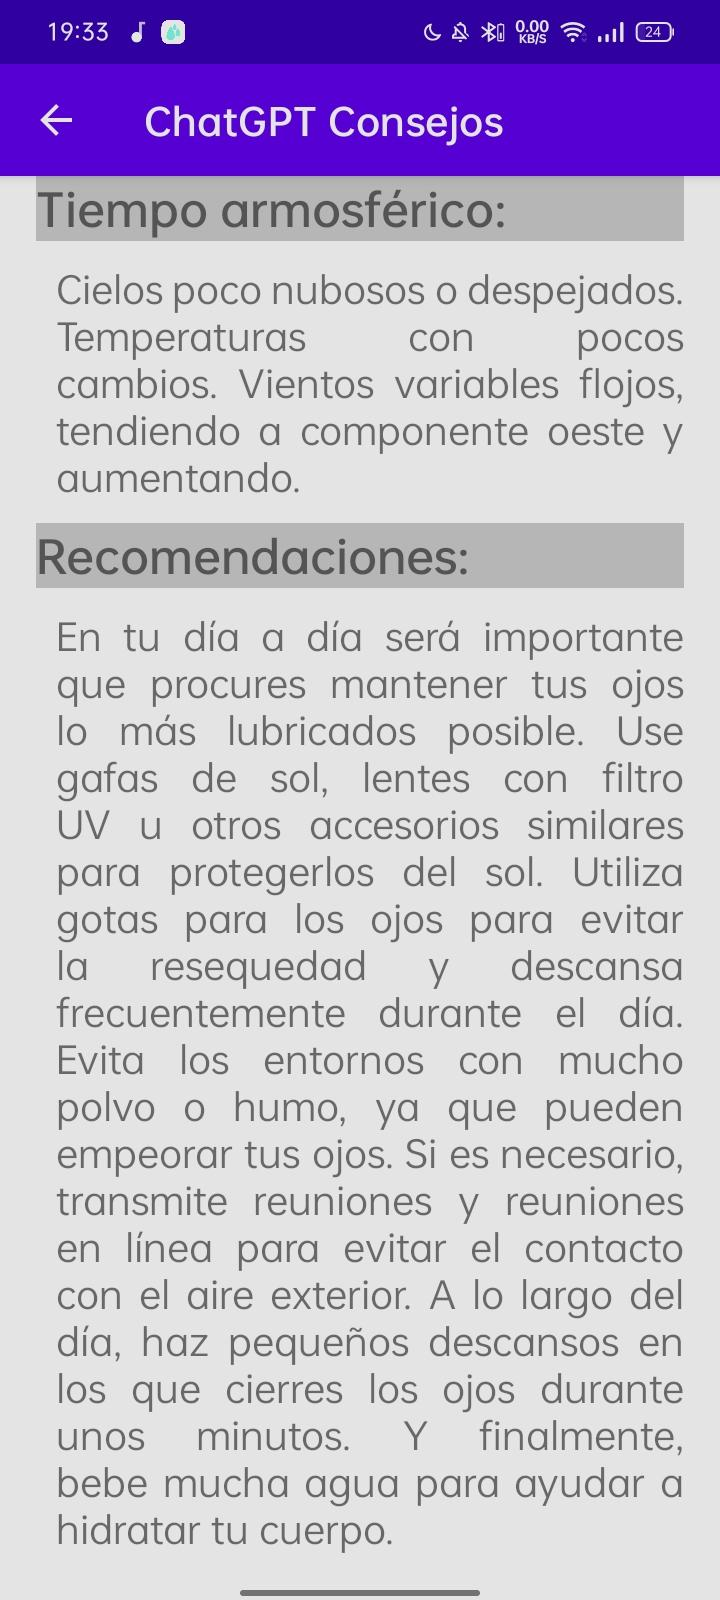 19:33
0.00
KB/S
24
ChatGPT Consejos
Tiempo armosférico:
Cielos poco nubosos o despejados.
Temperaturas con pocos
cambios. Vientos variables flojos,
tendiendo a componente oeste y
aumentando.
Recomendaciones:
En tu día a día será importante
que procures mantener tus ojos
lo más lubricados posible. Use
gafas de sol, lentes con filtro
UV u otros accesorios similares
para protegerlos del sol. Utiliza
gotas para los ojos para evitar
la resequedad y descansa
frecuentemente durante el día.
Evita los entornos con mucho
polvo o humo, ya que pueden
empeorar tus ojos. Si es necesario,
transmite reuniones y reuniones
en línea para evitar el contacto
con el aire exterior. A lo largo del
día, haz pequeños descansos en
los que cierres los ojos durante
unos minutos. Y finalmente,
bebe mucha agua para ayudar a
hidratar tu cuerpo.